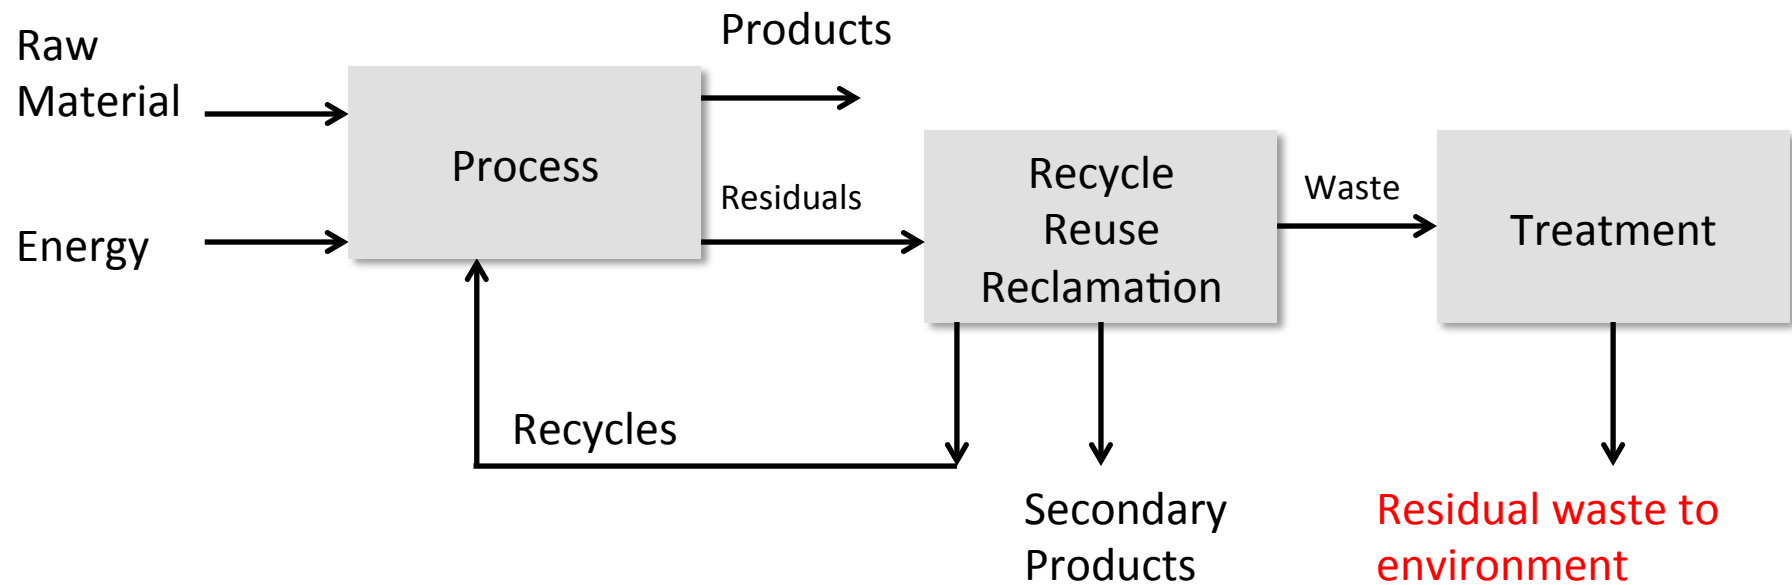 Raw
Material
Energy
Process
Products
Residuals
Recycle
Reuse
Reclamation
Waste
Treatment
Recycles
Secondary
Products
Residual waste to
environment